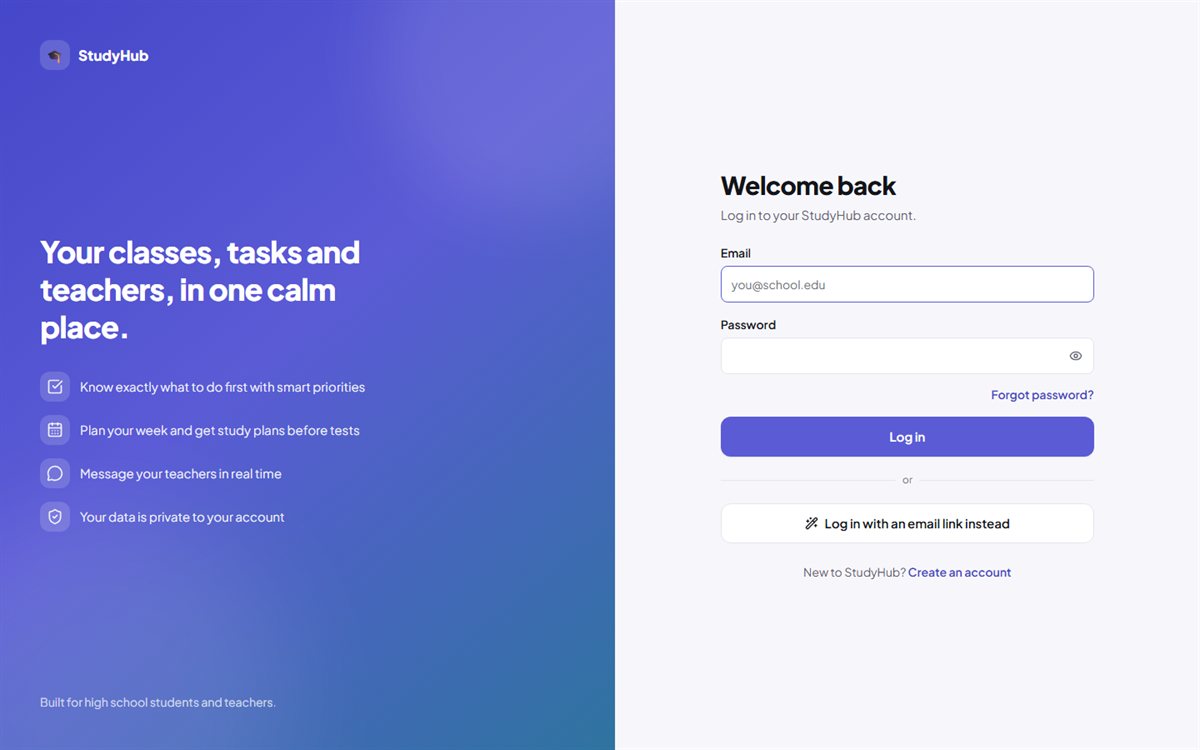 StudyHub
Your classes, tasks and
teachers, in one calm
place.
Know exactly what to do first with smart priorities
Plan your week and get study plans before tests
Message your teachers in real time
Your data is private to your account
Built for high school students and teachers.
Welcome back
Log in to your StudyHub account.
Email
you@school.edu
Password
Forgot password?
Log in
or
Log in with an email link instead
New to StudyHub? Create an account